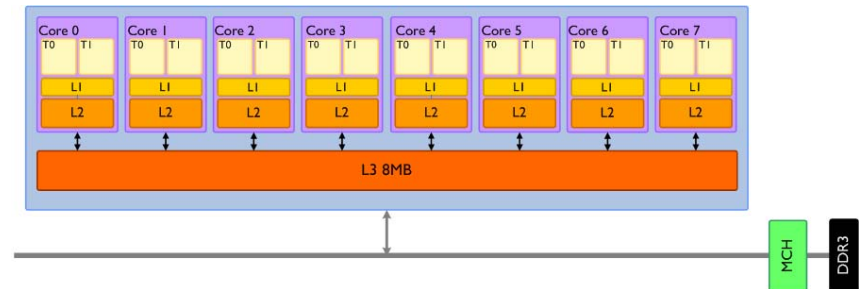 Core 0 Core 1 Core 2 Core 3 Core 4 Core 5 Core 6 Core 7
T0 T1 T0 T1 T0 T1 T0 T1 T0 T1 T0 T1 T0 T1 T0 T1
L1 L1 L1 L1 L1 L1 L1 L1
L2 L2 L2 L2 L2 L2 L2 L2
L3 8MB
MCH
DDR3